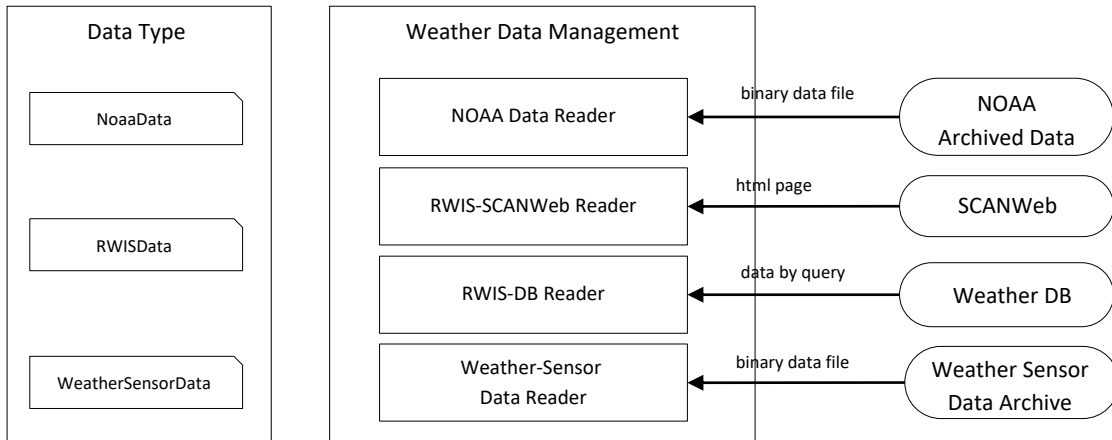 Data Type
NoaaData
RWISData
WeatherSensorData
Weather Data Management
NOAA Data Reader
RWIS-SCANWeb Reader
RWIS-DB Reader
Weather-Sensor
Data Reader
binary data file
html page
data by query
binary data file
NOAA
Archived Data
SCANWeb
Weather DB
Weather Sensor
Data Archive